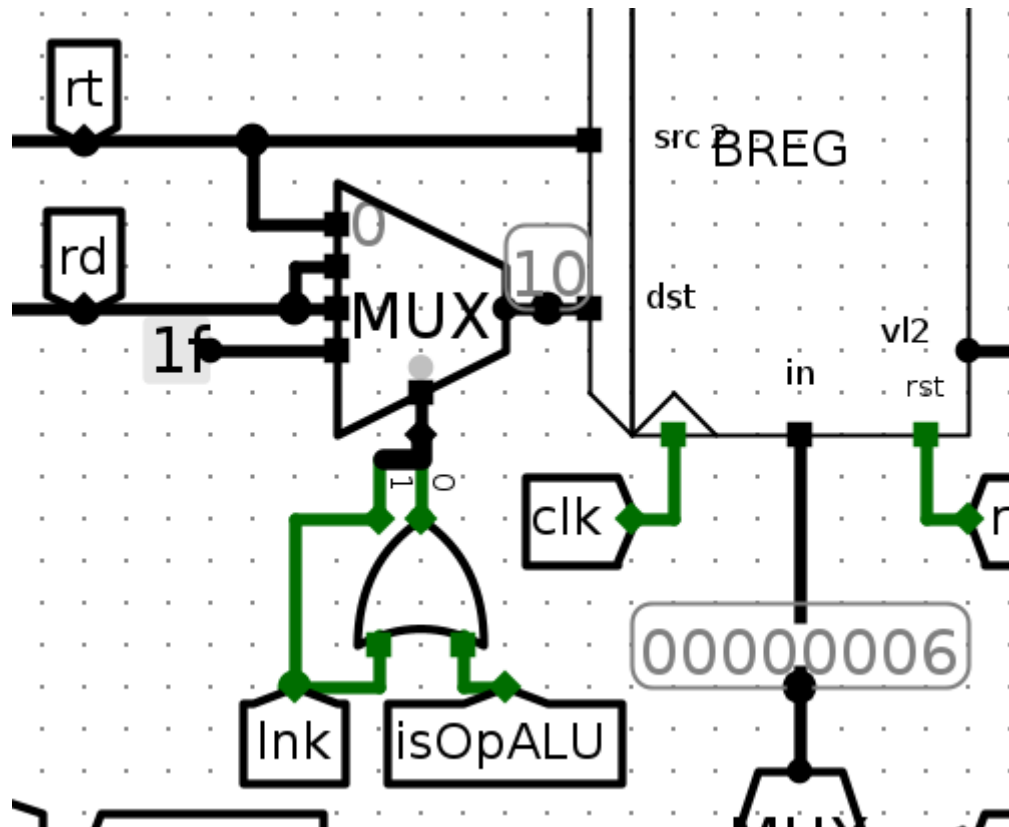 rt
src 2
BREG
0
rd
10
dst
MUX
1f
vl2
in
rst
1
0
clk
r
00000006
lnk
isOpALU
MUX